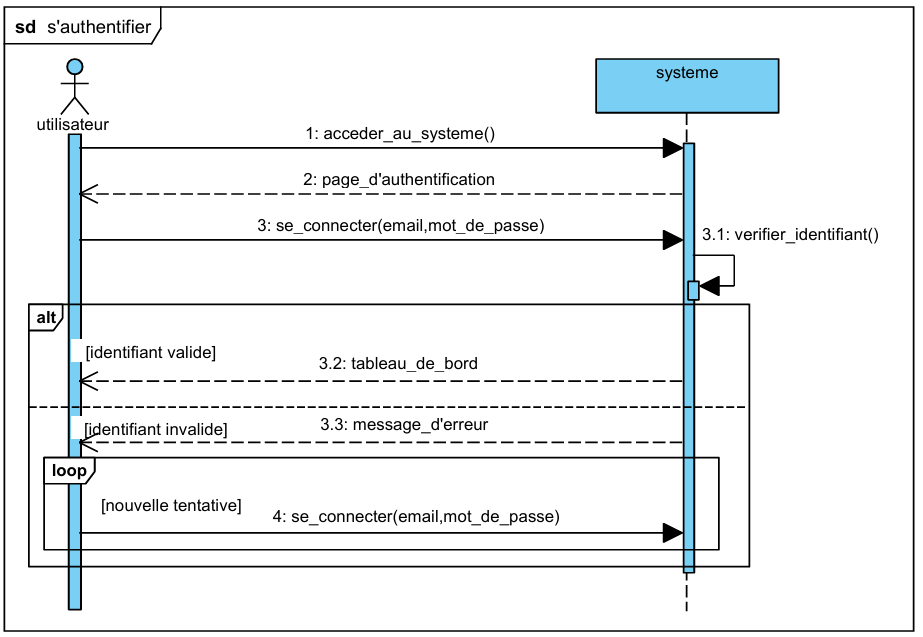 sd s'authentifier
systeme
utilisateur
1: acceder_au_systeme()
2: page_d'authentification
3: se_connecter(email,mot_de_passe)
3.1: verifier_identifiant()
alt
[identifiant valide]
3.2: tableau_de_bord
3.3: message_d'erreur
[identifiant invalide]
loop
[nouvelle tentative]
4: se_connecter(email,mot_de_passe)